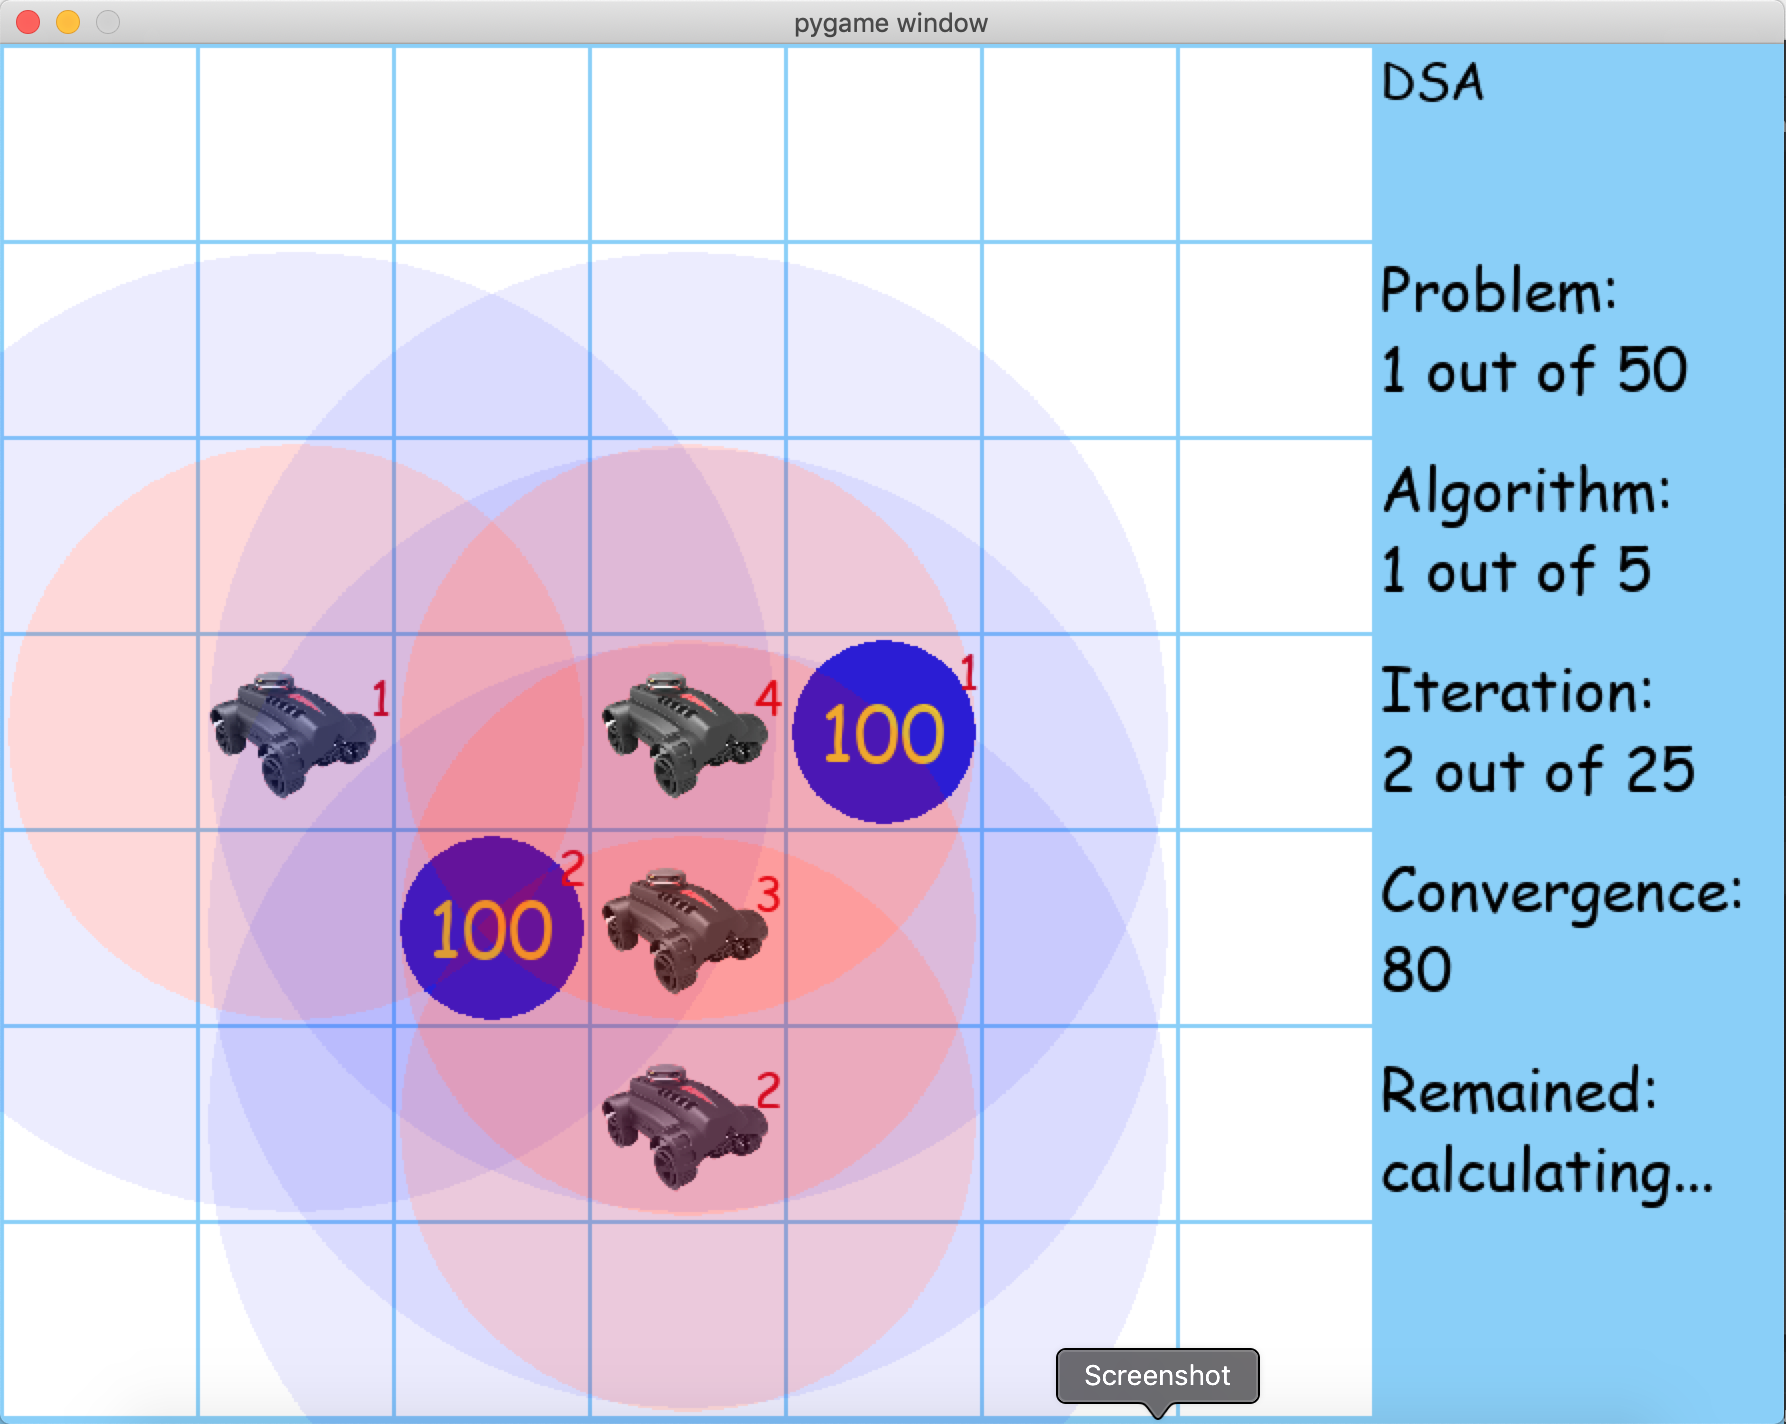 pygame window
DSA
Problem:
1 out of 50
Algorithm:
1 out of 5
Iteration:
2 out of 25
Convergence:
80
Remained:
calculating...
1
4
1
100
2
100
3
2
Screenshot